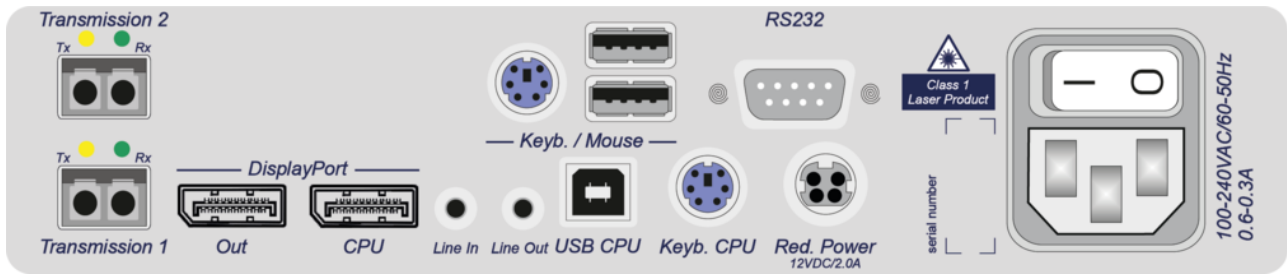 Transmission 2
Tx Rx
RS232
Class 1
Laser Product
Keyb. / Mouse
Tx Rx
DisplayPort
Transmission 1
Out
CPU
Line In
Line Out
USB CPU
Keyb. CPU
Red. Power
12VDC/2.0A
serial number
I O
100-240VAC/60-50Hz
0.6-0.3A